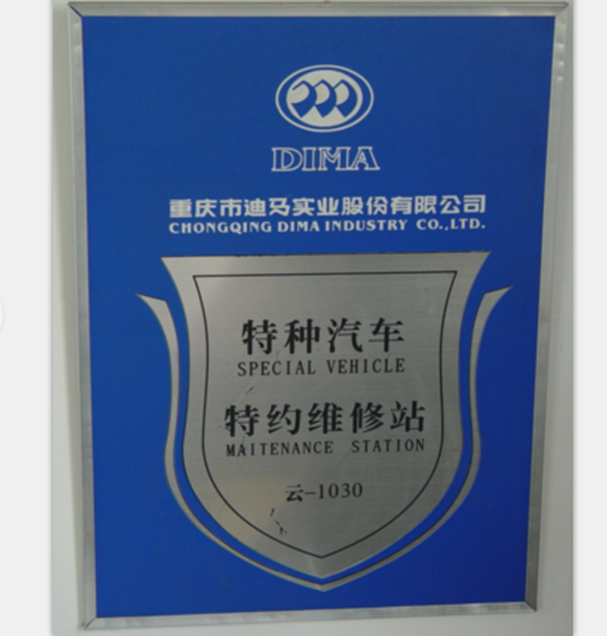 DIMA
重庆市迪马实业股份有限公司
CHONGQING DIMA INDUSTRY CO.,LTD.
特种汽车
SPECIAL VEHICLE
特约维修站
MAITENANCE STATION
云-1030